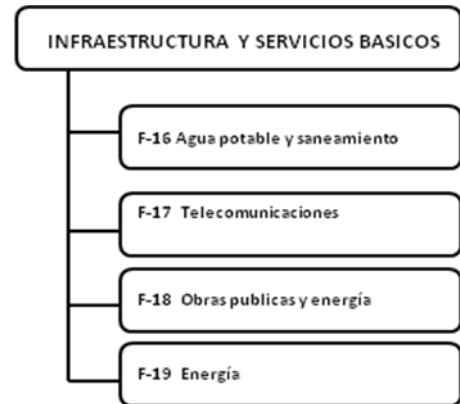 INFRAESTRUCTURA Y SERVICIOS BASICOS
F-16 Agua potable y saneamiento
F-17 Telecomunicaciones
F-18 Obras publicas y energía
F-19 Energía